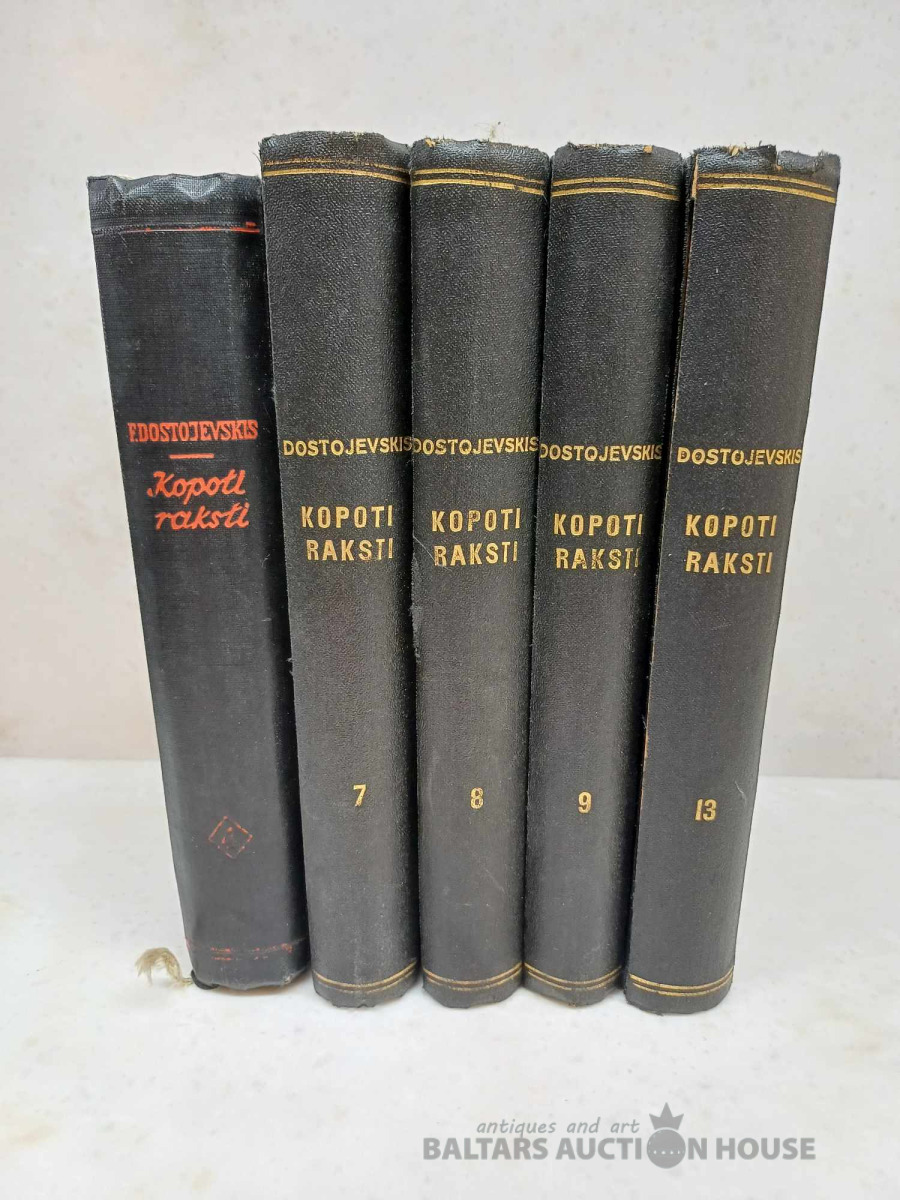 F.DOSTOJEVSKIS
Kopoti
raksti
DOSTOJEVSKIS
KOPOTI
RAKSTI
7
DOSTOJEVSKIS
KOPOTI
RAKSTI
8
DOSTOJEVSKIS
KOPOTI
RAKSTI
9
DOSTOJEVSKIS
KOPOTI
RAKSTI
13
antiques and art
BALTARS AUCTION HOUSE